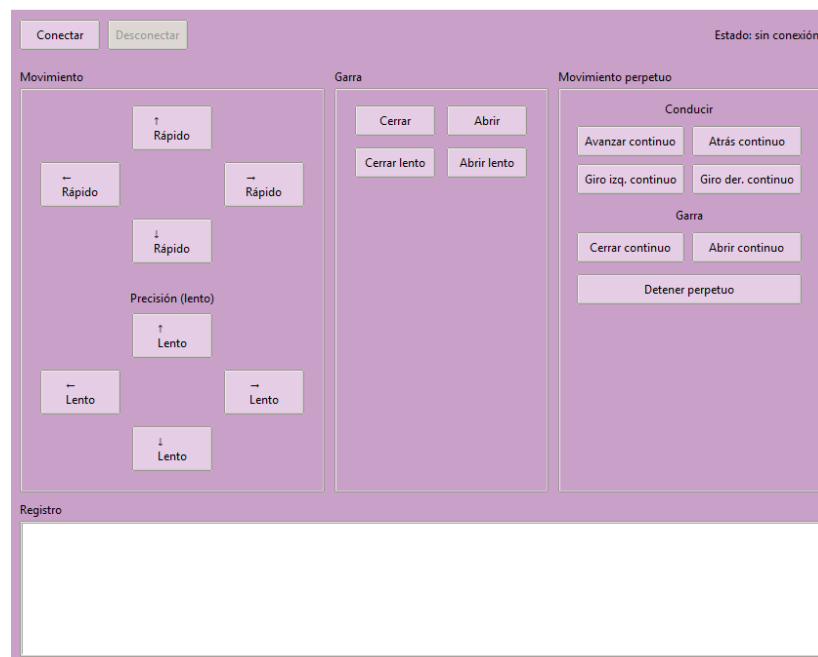 Conectar Desconectar Estado: sin conexión
Movimiento
↑
Rápido
←
Rápido
→
Rápido
↓
Rápido
Precisión (lento)
↑
Lento
←
Lento
→
Lento
↓
Lento
Garra
Cerrar Abrir
Cerrar lento Abrir lento
Movimiento perpetuo
Conducir
Avanzar continuo Atrás continuo
Giro izq. continuo Giro der. continuo
Garra
Cerrar continuo Abrir continuo
Detener perpetuo
Registro